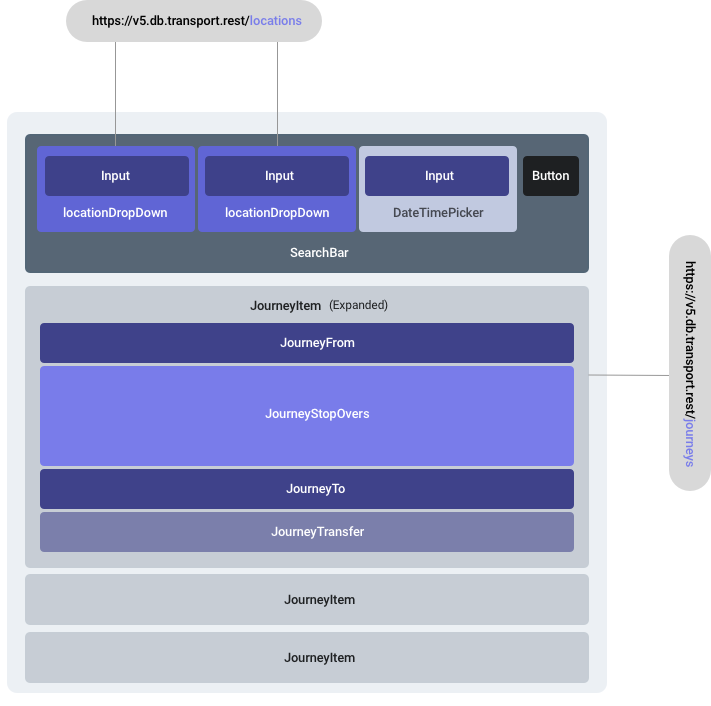 https://v5.db.transport.rest/locations
Input
Input
Input
Button
locationDropDown
locationDropDown
DateTimePicker
SearchBar
JourneyItem (Expanded)
JourneyFrom
JourneyStopOvers
JourneyTo
JourneyTransfer
JourneyItem
JourneyItem
https://v5.db.transport.rest/journeys